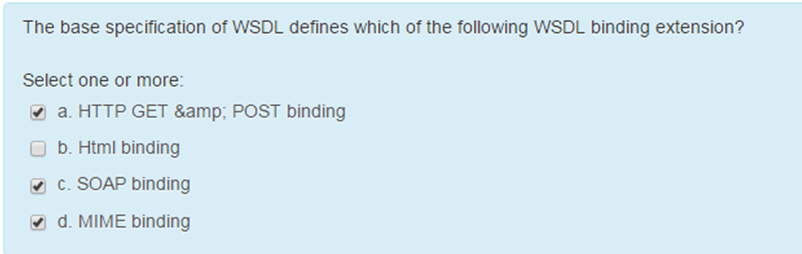 The base specification of WSDL defines which of the following WSDL binding extension?
Select one or more:
a. HTTP GET &amp; POST binding
b. Html binding
c. SOAP binding
d. MIME binding